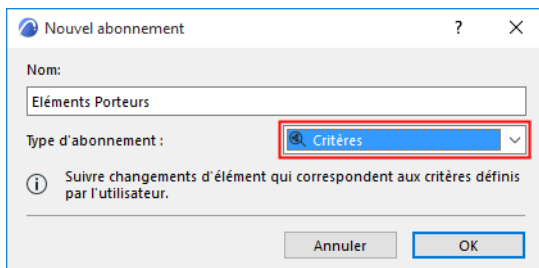 Nouvel abonnement
?
Nom:
Eléments Porteurs
Type d'abonnement :
Critères
Suivre changements d'élément qui correspondent aux critères définis
par l'utilisateur.
Annuler
OK